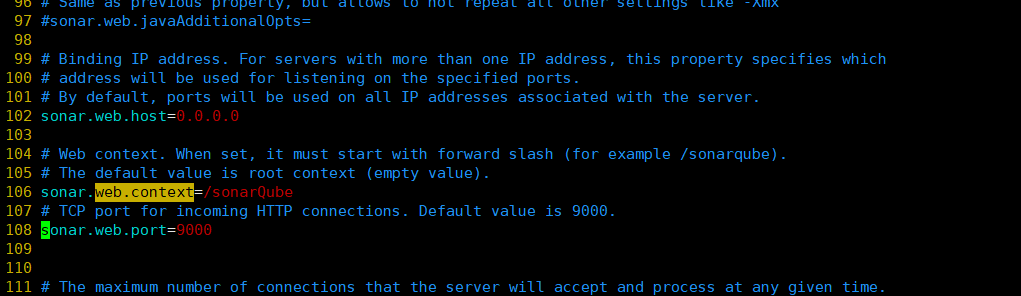 96 # Same as previous property, but allows to not repeat all other settings like -Xmx
97 #sonar.web.javaAdditionalOpts=
98
99 # Binding IP address. For servers with more than one IP address, this property specifies which
100 # address will be used for listening on the specified ports.
101 # By default, ports will be used on all IP addresses associated with the server.
102 sonar.web.host=0.0.0.0
103
104 # Web context. When set, it must start with forward slash (for example /sonarqube).
105 # The default value is root context (empty value).
106 sonar.web.context=/sonarQube
107 # TCP port for incoming HTTP connections. Default value is 9000.
108 sonar.web.port=9000
109
110
111 # The maximum number of connections that the server will accept and process at any given time.